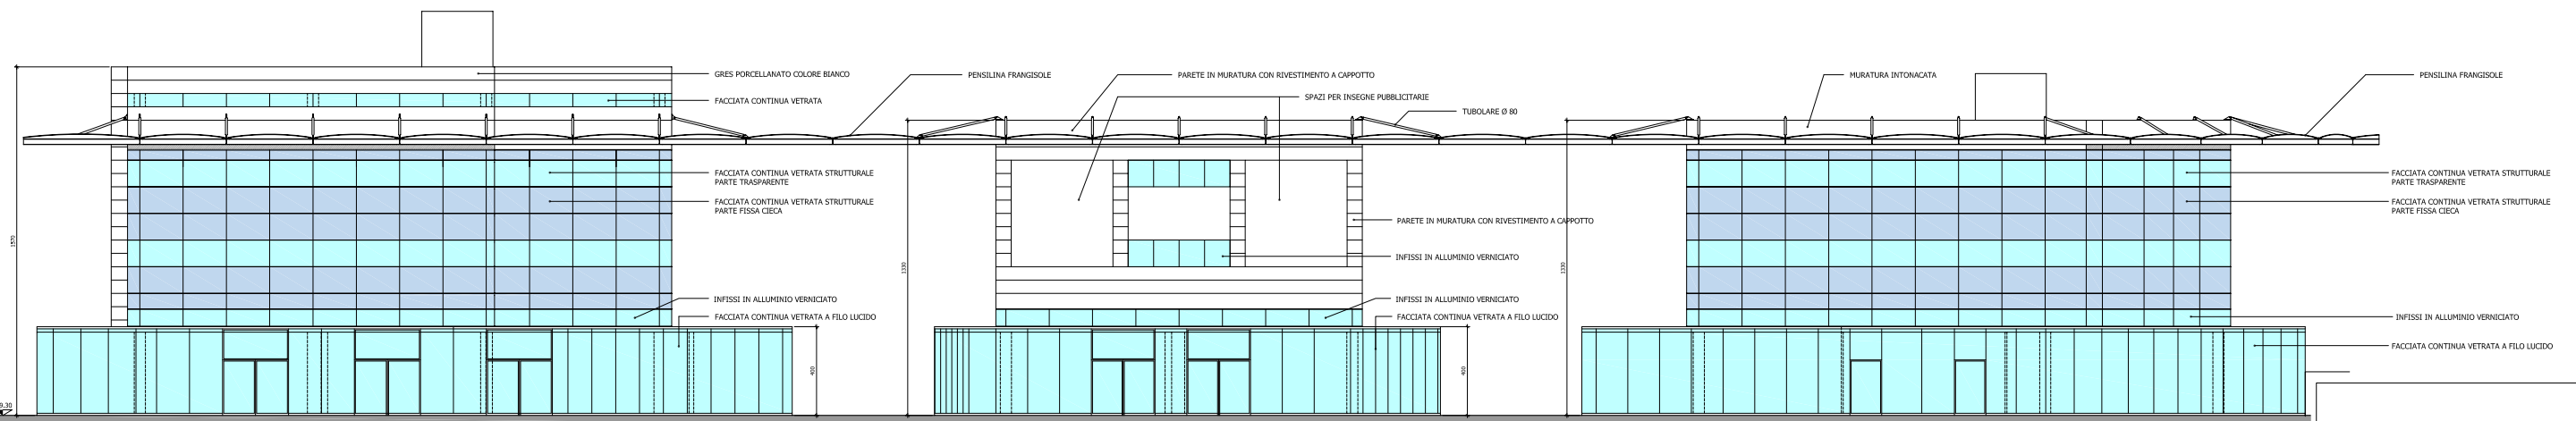 GRES PORCELLANATO COLORE BIANCO
FACCIATA CONTINUA VETRATA
PENSILINA FRANGISOLE
PARETE IN MURATURA CON RIVESTIMENTO A CAPPOTTO
SPAZI PER INSEGNE PUBBLICITARIE
TUBOLARE Ø 80
MURATURA INTONACATA
PENSILINA FRANGISOLE
FACCIATA CONTINUA VETRATA STRUTTURALE
PARTE TRASPARENTE
FACCIATA CONTINUA VETRATA STRUTTURALE
PARTE FISSA CIECA
INFISSI IN ALLUMINIO VERNICIATO
FACCIATA CONTINUA VETRATA A FILO LUCIDO
PARETE IN MURATURA CON RIVESTIMENTO A CAPPOTTO
INFISSI IN ALLUMINIO VERNICIATO
INFISSI IN ALLUMINIO VERNICIATO
FACCIATA CONTINUA VETRATA A FILO LUCIDO
FACCIATA CONTINUA VETRATA STRUTTURALE
PARTE TRASPARENTE
FACCIATA CONTINUA VETRATA STRUTTURALE
PARTE FISSA CIECA
INFISSI IN ALLUMINIO VERNICIATO
FACCIATA CONTINUA VETRATA A FILO LUCIDO
1570
1330
1330
400
400
9.30